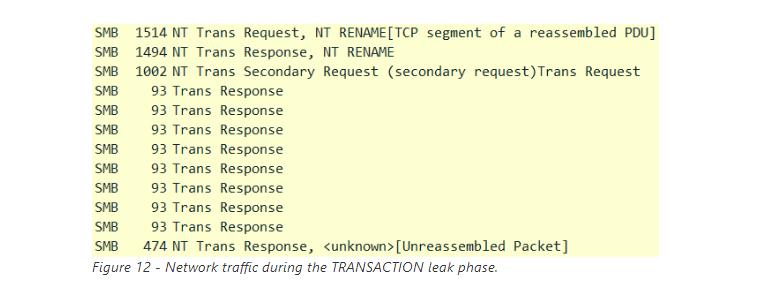 SMB 1514 NT Trans Request, NT RENAME[TCP segment of a reassembled PDU]
SMB 1494 NT Trans Response, NT RENAME
SMB 1002 NT Trans Secondary Request (secondary request)Trans Request
SMB 93 Trans Response
SMB 93 Trans Response
SMB 93 Trans Response
SMB 93 Trans Response
SMB 93 Trans Response
SMB 93 Trans Response
SMB 93 Trans Response
SMB 93 Trans Response
SMB 474 NT Trans Response, <unknown>[Unreassembled Packet]
Figure 12 - Network traffic during the TRANSACTION leak phase.